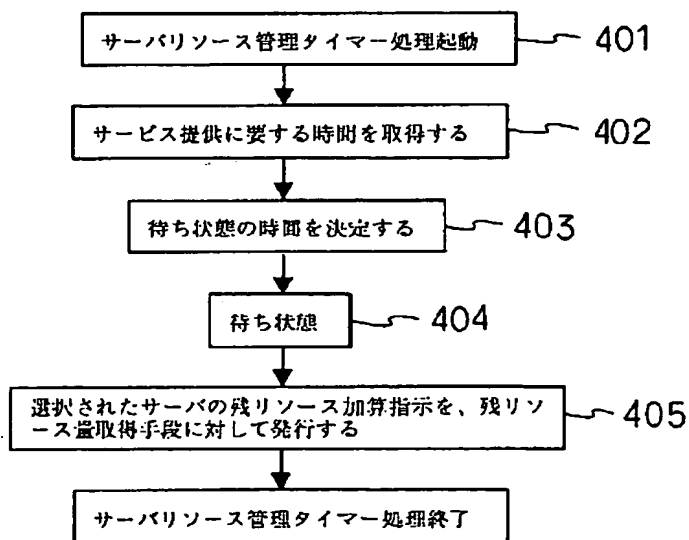 サーバリソース管理タイマー処理起動
401
サービス提供に要する時間を取得する
402
待ち状態の時間を決定する
403
待ち状態
404
選択されたサーバの残リソース加算指示を、残リソ
ース量取得手段に対して発行する
405
サーバリソース管理タイマー処理終了